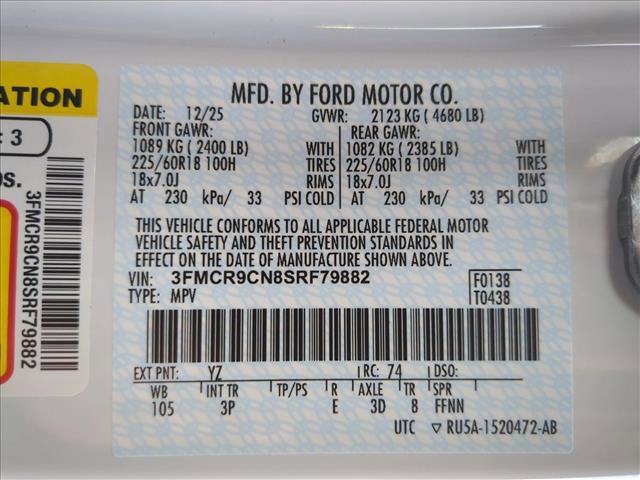 ATION
: 3
os.
3FMCR9CN8SRF79882
MFD. BY FORD MOTOR CO.
DATE: 12/25 GVWR: 2123 KG ( 4680 LB)
FRONT GAWR: REAR GAWR:
1089 KG ( 2400 LB) WITH 1082 KG ( 2385 LB) WITH
225/60R18 100H TIRES 225/60R18 100H TIRES
18x7.0J RIMS 18x7.0J RIMS
AT 230 kPa/ 33 PSI COLD AT 230 kPa/ 33 PSI COLD
THIS VEHICLE CONFORMS TO ALL APPLICABLE FEDERAL MOTOR
VEHICLE SAFETY AND THEFT PREVENTION STANDARDS IN
EFFECT ON THE DATE OF MANUFACTURE SHOWN ABOVE.
VIN: 3FMCR9CN8SRF79882 F0138
TYPE: MPV T0438
EXT PNT: YZ RC: 74 DSO:
WB INT TR TP/PS R AXLE TR SPR
105 3P E 3D 8 FFNN
UTC ▽ RU5A-1520472-AB